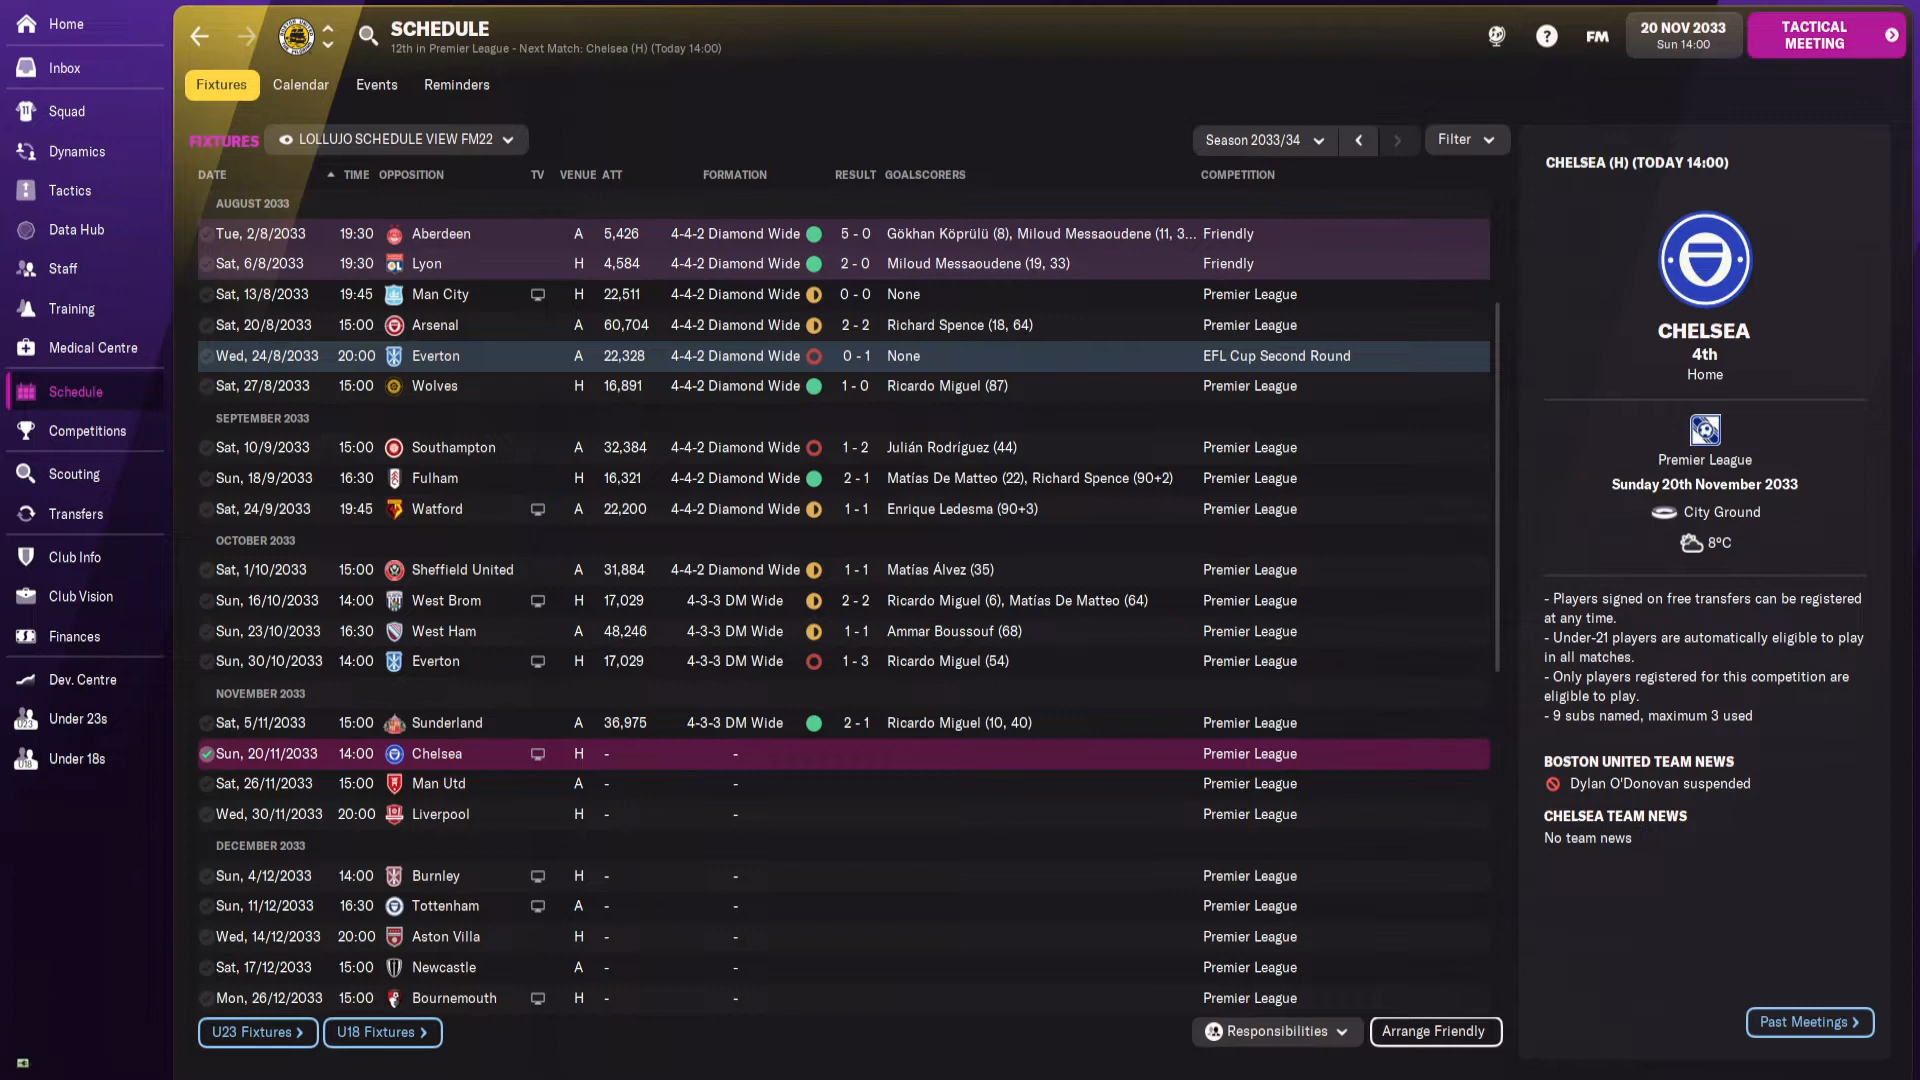 Home
Inbox
Squad
Dynamics
Tactics
Data Hub
Staff
Training
Medical Centre
Schedule
Competitions
Scouting
Transfers
Club Info
Club Vision
Finances
Dev. Centre
U23 Under 23s
U18 Under 18s
SCHEDULE
12th in Premier League - Next Match: Chelsea (H) (Today 14:00)
FM
20 NOV 2033
Sun 14:00
TACTICAL
MEETING
Fixtures Calendar Events Reminders
FIXTURES LOLLUJO SCHEDULE VIEW FM22 Season 2033/34 Filter
DATE TIME OPPOSITION TV VENUE ATT FORMATION RESULT GOALSCORERS COMPETITION
AUGUST 2033
Tue, 2/8/2033 19:30 Aberdeen A 5,426 4-4-2 Diamond Wide 5 - 0 Gökhan Köprülü (8), Miloud Messaoudene (11, 3... Friendly
Sat, 6/8/2033 19:30 Lyon H 4,584 4-4-2 Diamond Wide 2 - 0 Miloud Messaoudene (19, 33) Friendly
Sat, 13/8/2033 19:45 Man City H 22,511 4-4-2 Diamond Wide 0 - 0 None Premier League
Sat, 20/8/2033 15:00 Arsenal A 60,704 4-4-2 Diamond Wide 2 - 2 Richard Spence (18, 64) Premier League
Wed, 24/8/2033 20:00 Everton A 22,328 4-4-2 Diamond Wide 0 - 1 None EFL Cup Second Round
Sat, 27/8/2033 15:00 Wolves H 16,891 4-4-2 Diamond Wide 1 - 0 Ricardo Miguel (87) Premier League
SEPTEMBER 2033
Sat, 10/9/2033 15:00 Southampton A 32,384 4-4-2 Diamond Wide 1 - 2 Julián Rodríguez (44) Premier League
Sun, 18/9/2033 16:30 Fulham H 16,321 4-4-2 Diamond Wide 2 - 1 Matías De Matteo (22), Richard Spence (90+2) Premier League
Sat, 24/9/2033 19:45 Watford A 22,200 4-4-2 Diamond Wide 1 - 1 Enrique Ledesma (90+3) Premier League
OCTOBER 2033
Sat, 1/10/2033 15:00 Sheffield United A 31,884 4-4-2 Diamond Wide 1 - 1 Matías Álvez (35) Premier League
Sun, 16/10/2033 14:00 West Brom H 17,029 4-3-3 DM Wide 2 - 2 Ricardo Miguel (6), Matías De Matteo (64) Premier League
Sun, 23/10/2033 16:30 West Ham A 48,246 4-3-3 DM Wide 1 - 1 Ammar Boussouf (68) Premier League
Sun, 30/10/2033 14:00 Everton H 17,029 4-3-3 DM Wide 1 - 3 Ricardo Miguel (54) Premier League
NOVEMBER 2033
Sat, 5/11/2033 15:00 Sunderland A 36,975 4-3-3 DM Wide 2 - 1 Ricardo Miguel (10, 40) Premier League
Sun, 20/11/2033 14:00 Chelsea H - - Premier League
Sat, 26/11/2033 15:00 Man Utd A - - Premier League
Wed, 30/11/2033 20:00 Liverpool H - - Premier League
DECEMBER 2033
Sun, 4/12/2033 14:00 Burnley H - - Premier League
Sun, 11/12/2033 16:30 Tottenham A - - Premier League
Wed, 14/12/2033 20:00 Aston Villa H - - Premier League
Sat, 17/12/2033 15:00 Newcastle A - - Premier League
Mon, 26/12/2033 15:00 Bournemouth H - - Premier League
U23 Fixtures U18 Fixtures Responsibilities Arrange Friendly
CHELSEA (H) (TODAY 14:00)
CHELSEA
4th
Home
Premier League
Sunday 20th November 2033
City Ground
8°C
- Players signed on free transfers can be registered
at any time.
- Under-21 players are automatically eligible to play
in all matches.
- Only players registered for this competition are
eligible to play.
- 9 subs named, maximum 3 used
BOSTON UNITED TEAM NEWS
Dylan O'Donovan suspended
CHELSEA TEAM NEWS
No team news
Past Meetings